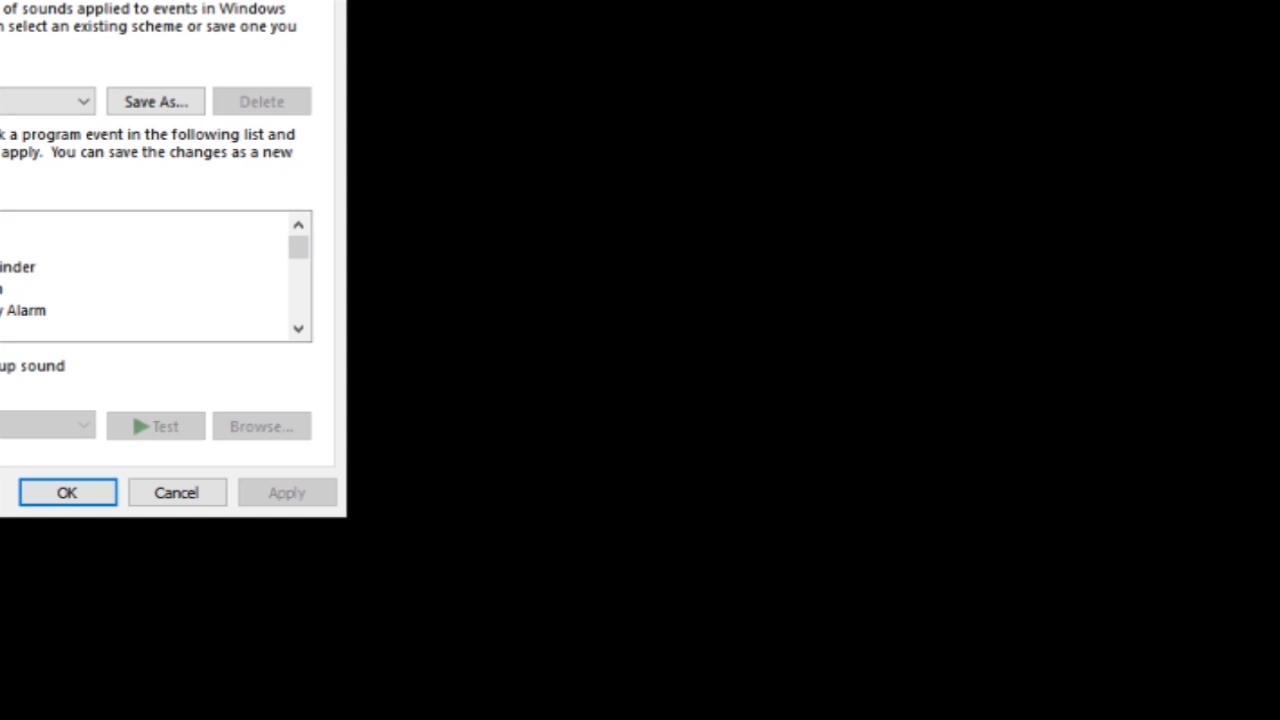 of sounds applied to events in Windows
select an existing scheme or save one you
Save As...
Delete
a program event in the following list and
apply. You can save the changes as a new
inder
Alarm
up sound
Test
Browse...
OK
Cancel
Apply